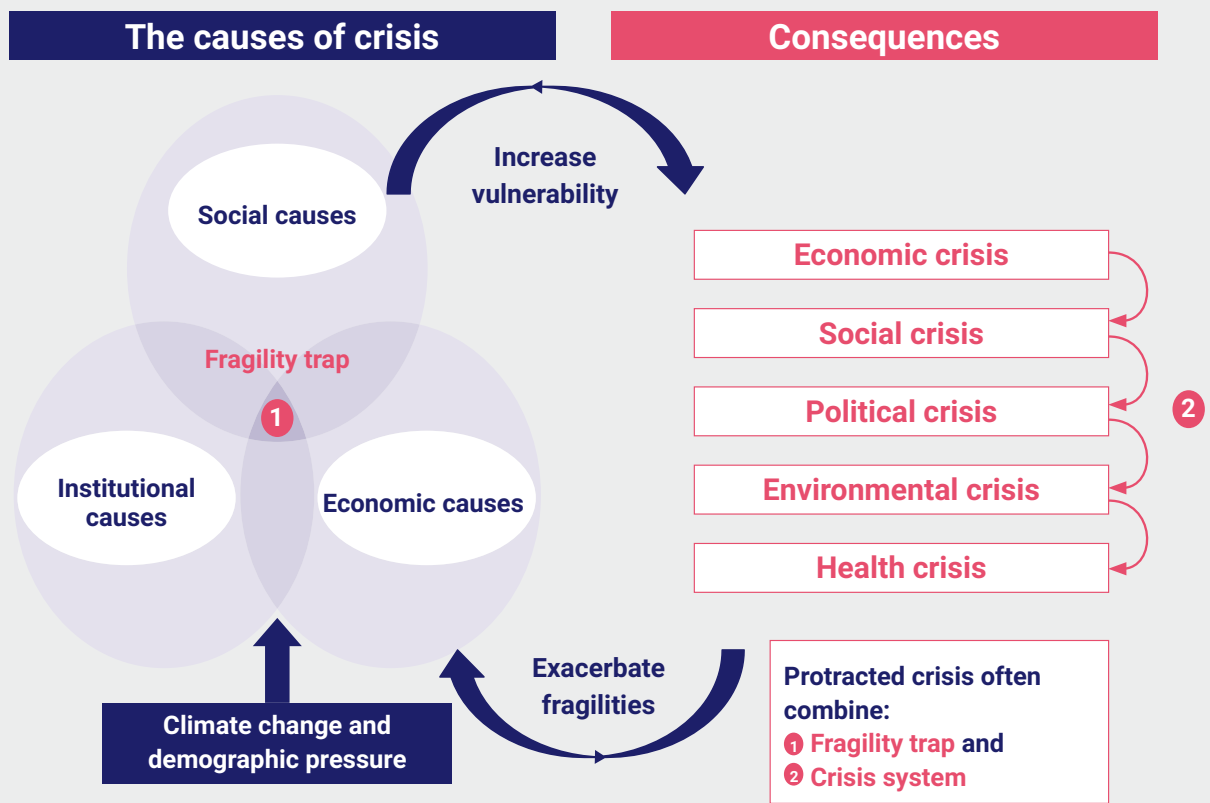 The causes of crisis
Consequences
Increase
vulnerability
Social causes
Fragility trap
1
Institutional
causes
Economic causes
Climate change and
demographic pressure
Exacerbate
fragilities
Economic crisis
Social crisis
Political crisis
2
Environmental crisis
Health crisis
Protracted crisis often
combine:
1 Fragility trap and
2 Crisis system